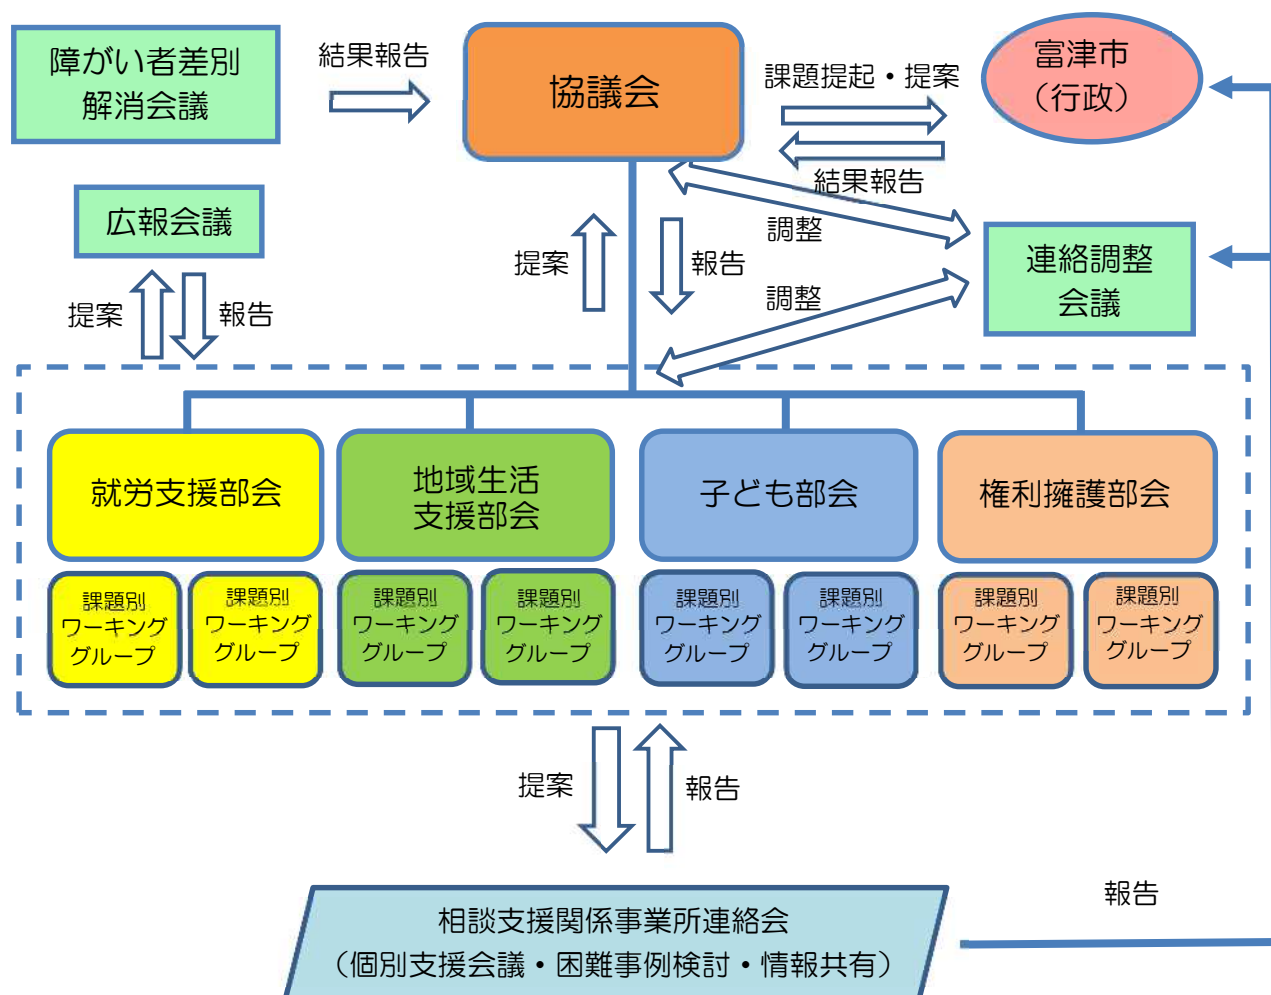 障がい者差別
解消会議
結果報告
協議会
課題提起・提案
富津市
（行政）
結果報告
広報会議
調整
連絡調整
会議
提案
報告
提案
報告
調整
就労支援部会
地域生活
支援部会
子ども部会
権利擁護部会
課題別
ワーキング
グループ
課題別
ワーキング
グループ
課題別
ワーキング
グループ
課題別
ワーキング
グループ
課題別
ワーキング
グループ
課題別
ワーキング
グループ
課題別
ワーキング
グループ
課題別
ワーキング
グループ
提案
報告
相談支援関係事業所連絡会
（個別支援会議・困難事例検討・情報共有）
報告